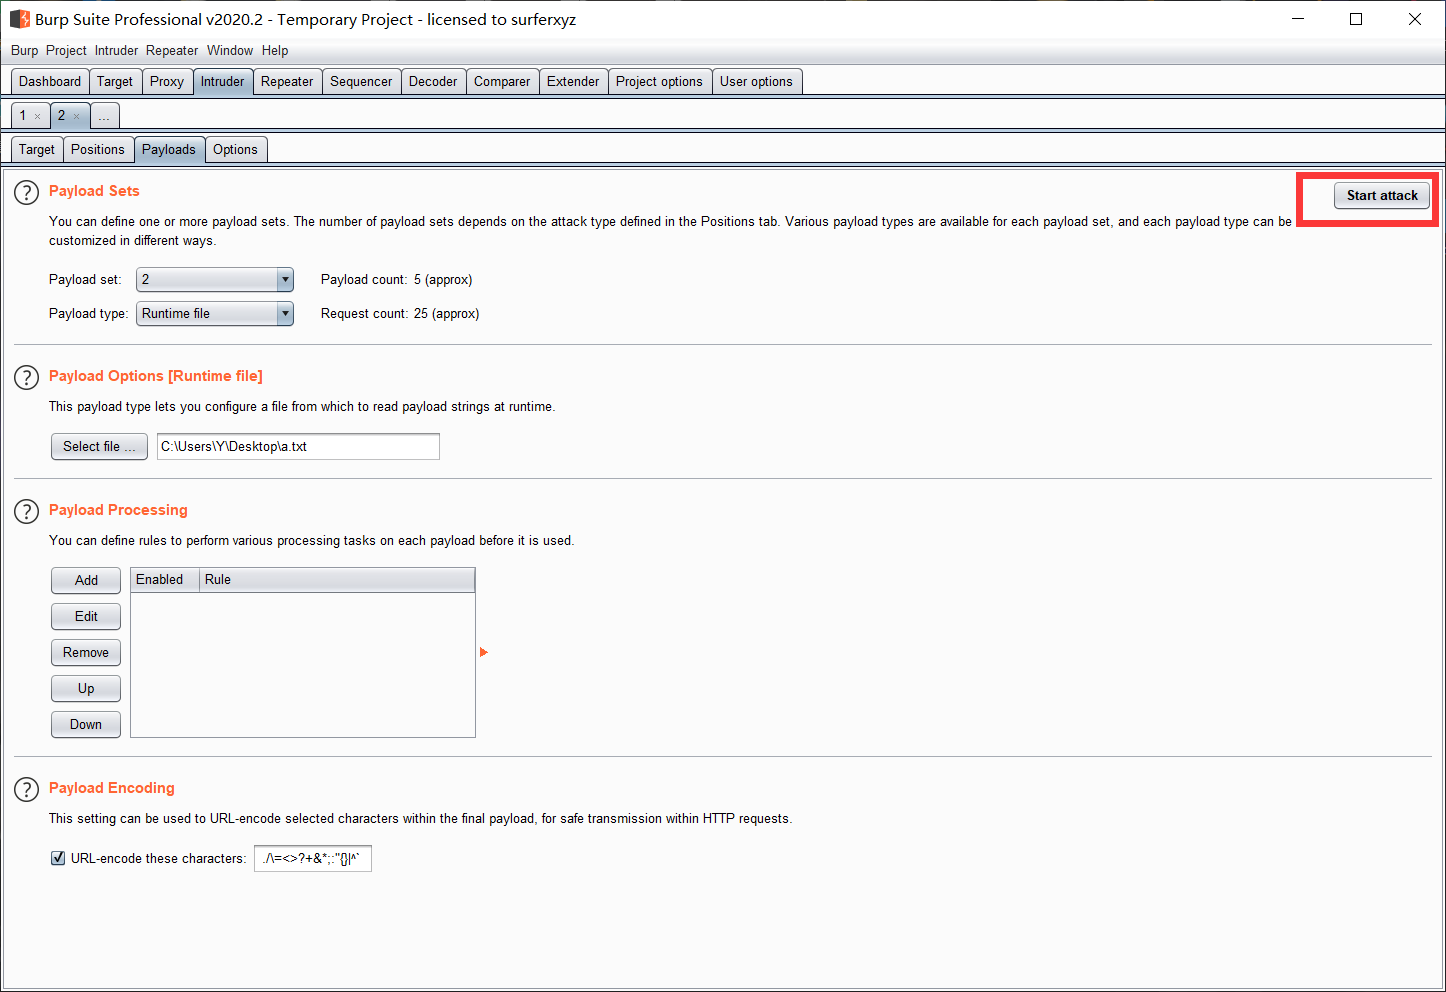 Burp Suite Professional v2020.2 - Temporary Project - licensed to surferxyz
Burp Project Intruder Repeater Window Help
Dashboard Target Proxy Intruder Repeater Sequencer Decoder Comparer Extender Project options User options
1 × 2 × ...
Target Positions Payloads Options
? Payload Sets
Start attack
You can define one or more payload sets. The number of payload sets depends on the attack type defined in the Positions tab. Various payload types are available for each payload set, and each payload type can be
customized in different ways.
Payload set: 2 Payload count: 5 (approx)
Payload type: Runtime file Request count: 25 (approx)
? Payload Options [Runtime file]
This payload type lets you configure a file from which to read payload strings at runtime.
Select file ... C:\Users\Y\Desktop\a.txt
? Payload Processing
You can define rules to perform various processing tasks on each payload before it is used.
Add Enabled Rule
Edit
Remove
Up
Down
? Payload Encoding
This setting can be used to URL-encode selected characters within the final payload, for safe transmission within HTTP requests.
URL-encode these characters: ./\=<>?+&*;:"{}|^`